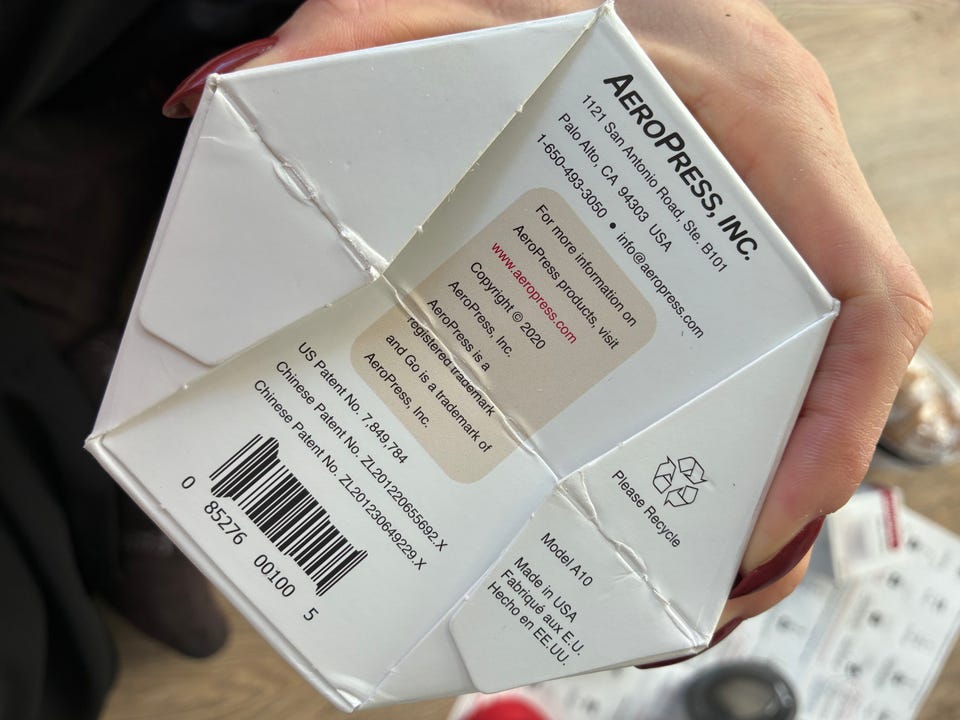 AEROPRESS, INC.
1121 San Antonio Road, Ste. B101
Palo Alto, CA 94303 USA
1-650-493-3050 • info@aeropress.com
For more information on
AeroPress products, visit
www.aeropress.com
Copyright © 2020
AeroPress, Inc.
AeroPress is a
registered trademark
and Go is a trademark of
AeroPress, Inc.
US Patent No. 7,849,784
Chinese Patent No. ZL201220655692.X
Chinese Patent No. ZL201230649229.X
0 85276 00100 5
Please Recycle
Model A10
Made in USA
Fabriqué aux E.U.
Hecho en EE.UU.